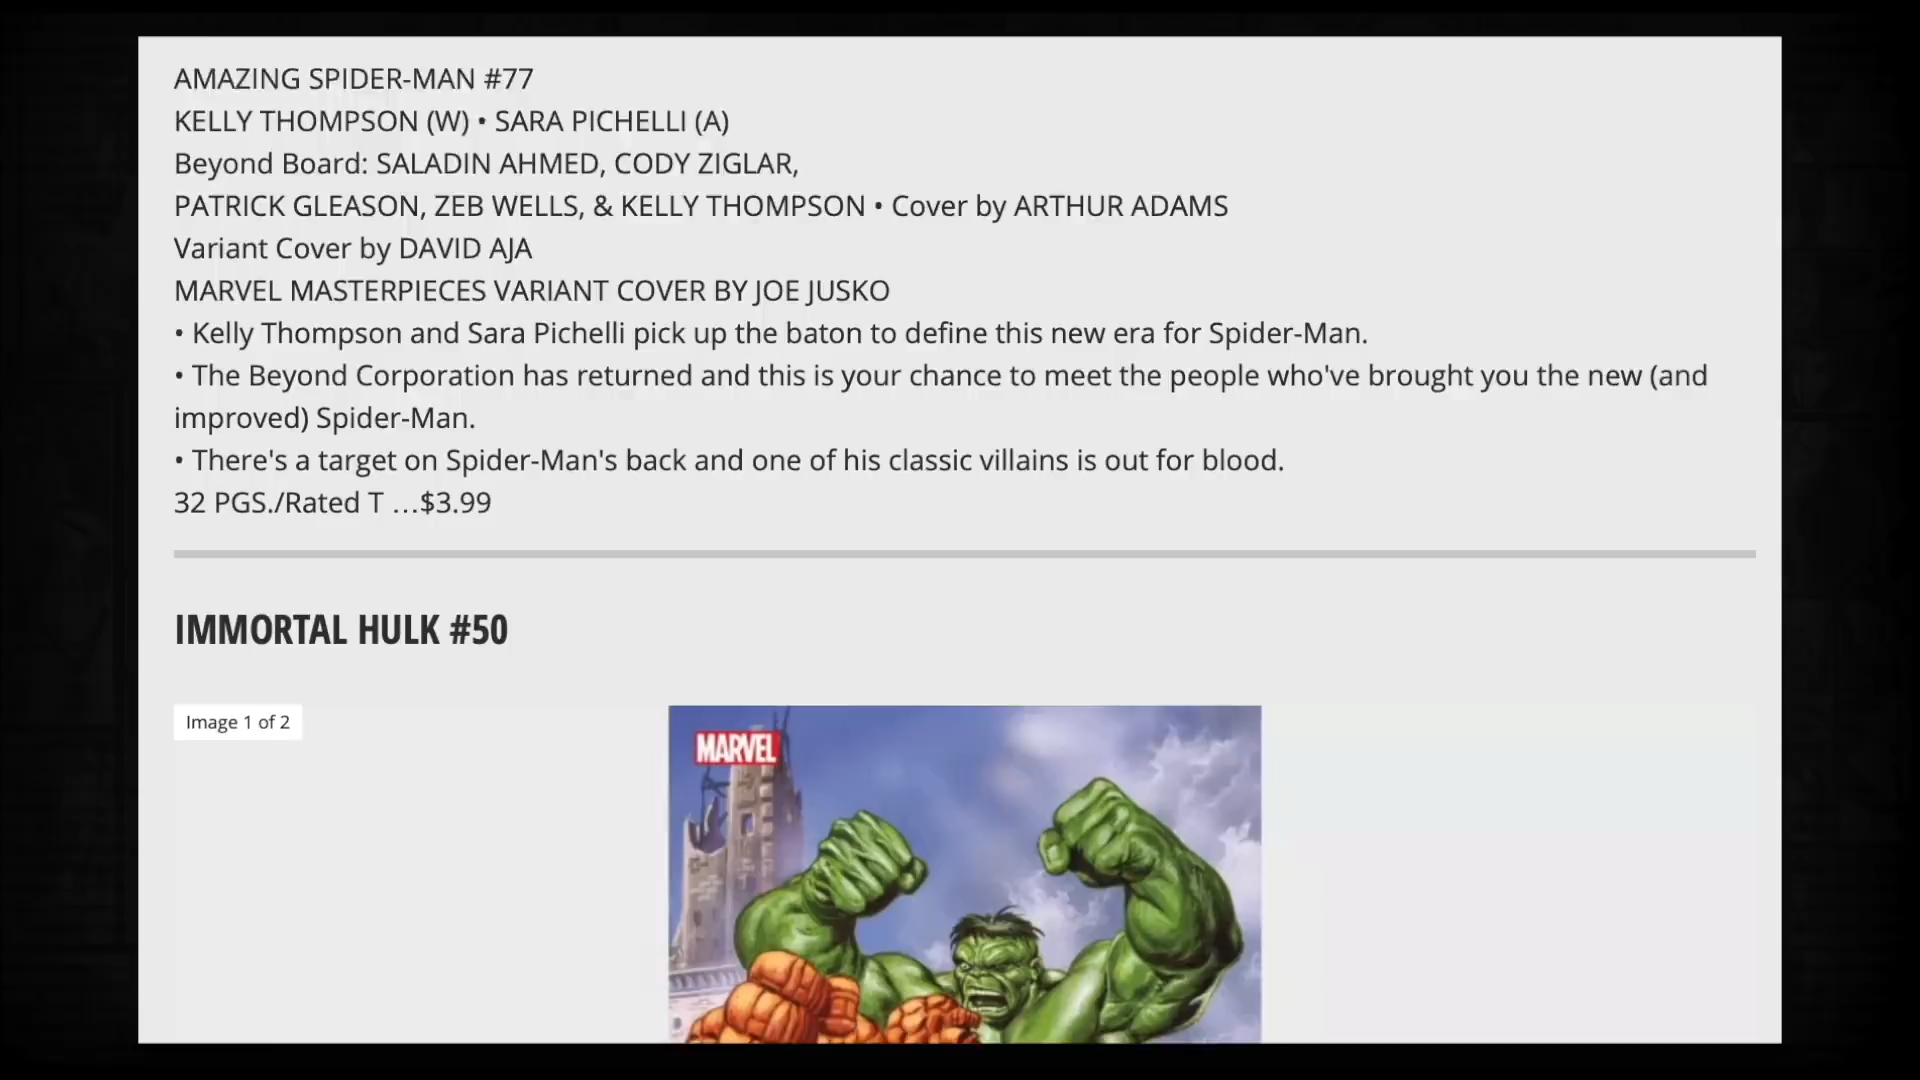 AMAZING SPIDER-MAN #77
KELLY THOMPSON (W) • SARA PICHELLI (A)
Beyond Board: SALADIN AHMED, CODY ZIGLAR,
PATRICK GLEASON, ZEB WELLS, & KELLY THOMPSON • Cover by ARTHUR ADAMS
Variant Cover by DAVID AJA
MARVEL MASTERPIECES VARIANT COVER BY JOE JUSKO
• Kelly Thompson and Sara Pichelli pick up the baton to define this new era for Spider-Man.
• The Beyond Corporation has returned and this is your chance to meet the people who've brought you the new (and
improved) Spider-Man.
• There's a target on Spider-Man's back and one of his classic villains is out for blood.
32 PGS./Rated T …$3.99
IMMORTAL HULK #50
Image 1 of 2
MARVEL